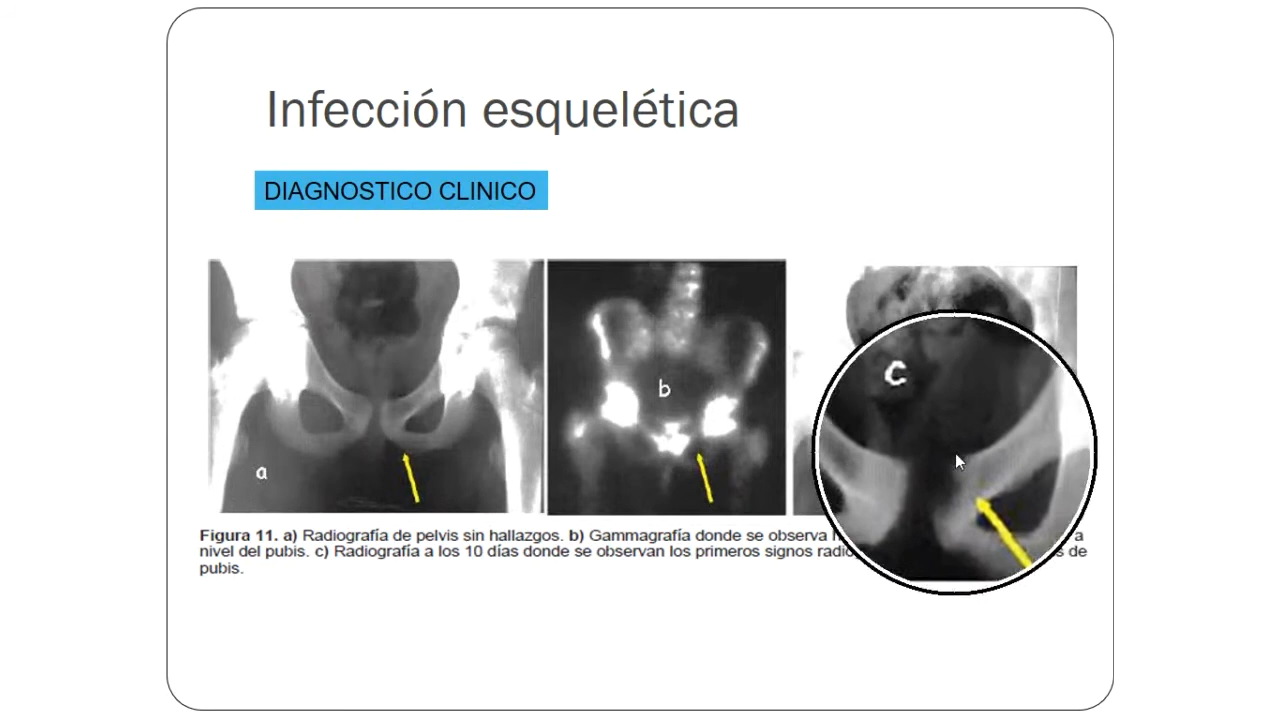 Infección esquelética
DIAGNOSTICO CLINICO
a
b
c
Figura 11. a) Radiografía de pelvis sin hallazgos. b) Gammagrafía donde se observa a
nivel del pubis. c) Radiografía a los 10 días donde se observan los primeros signos de
pubis.